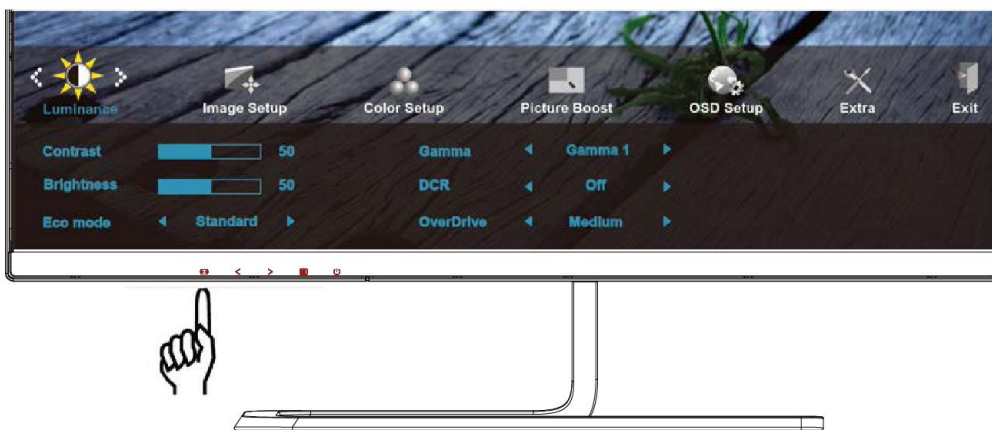 Luminance Image Setup Color Setup Picture Boost OSD Setup Extra Exit
Contrast 50 Gamma Gamma 1
Brightness 50 DCR Off
Eco mode Standard OverDrive Medium